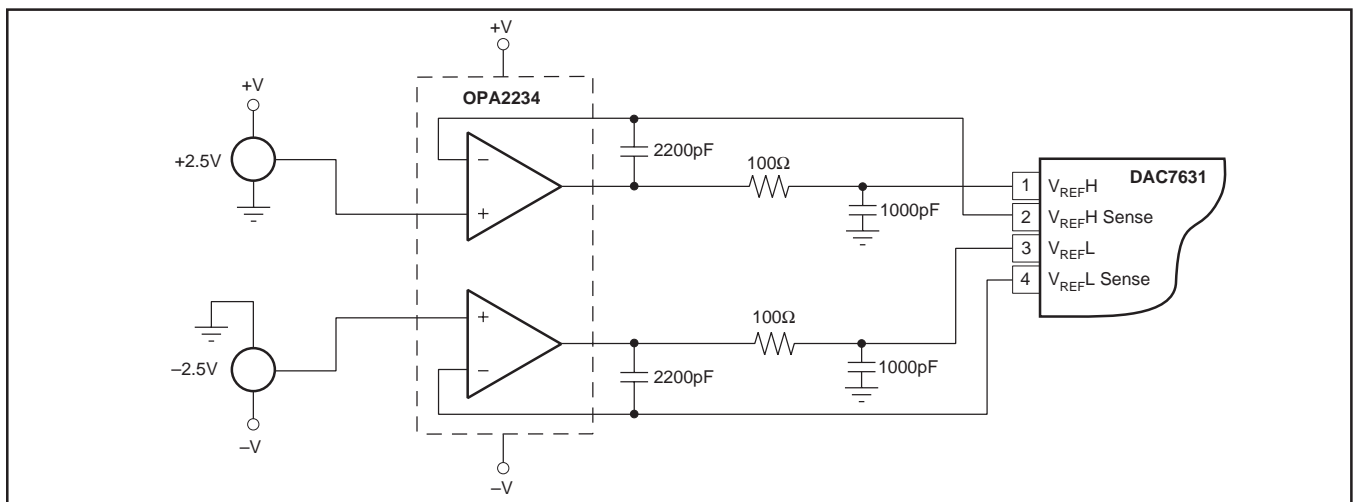 +V
OPA2234
+V
+2.5V
−
+
2200pF
100Ω
1000pF
DAC7631
1 VREFH
2 VREFH Sense
3 VREFL
4 VREFL Sense
+
−
100Ω
2200pF
1000pF
–2.5V
–V
–V